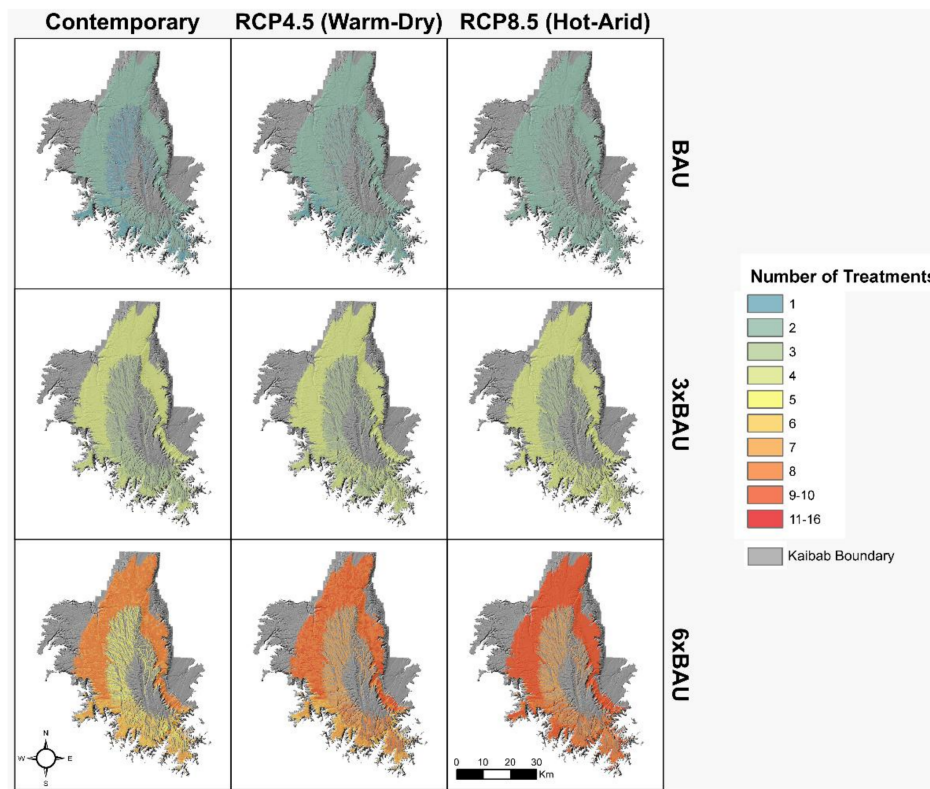 Contemporary
RCP4.5 (Warm-Dry)
RCP8.5 (Hot-Arid)
BAU
3xBAU
6xBAU
Number of Treatments
1
2
3
4
5
6
7
8
9-10
11-16
Kaibab Boundary
N
W
E
S
0 10 20 30
Km